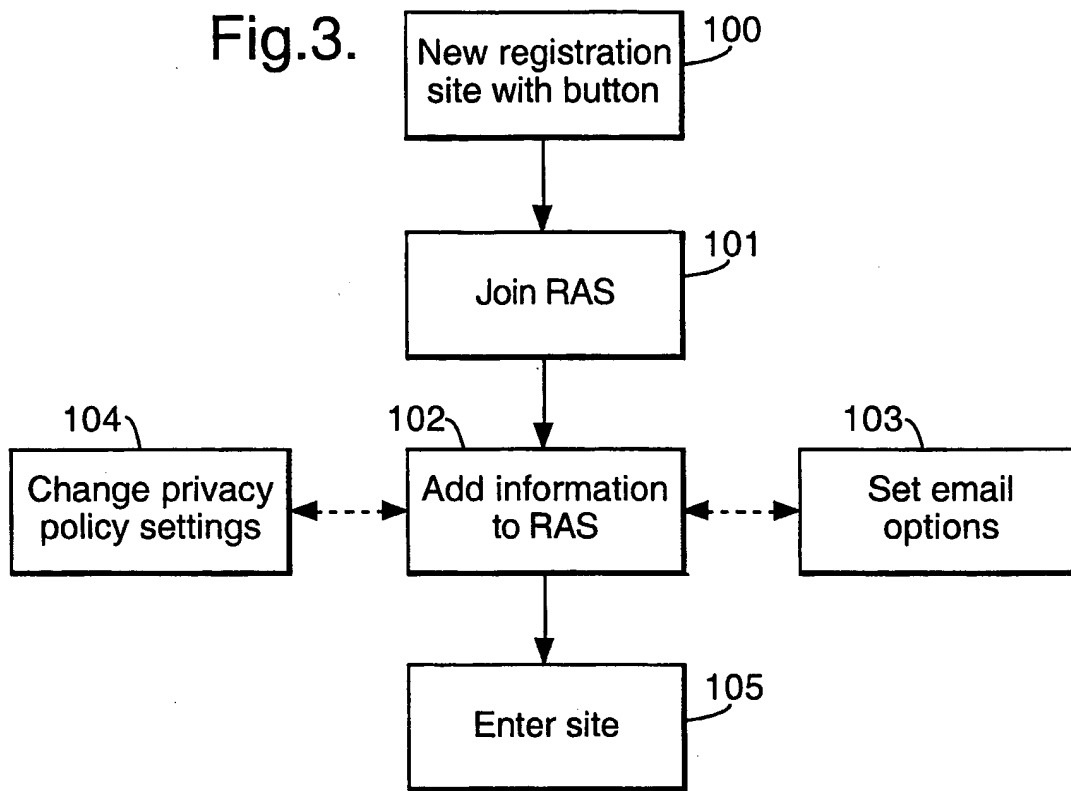 Fig.3.
100
New registration
site with button
101
Join RAS
104
102
103
Change privacy
policy settings
Add information
to RAS
Set email
options
105
Enter site